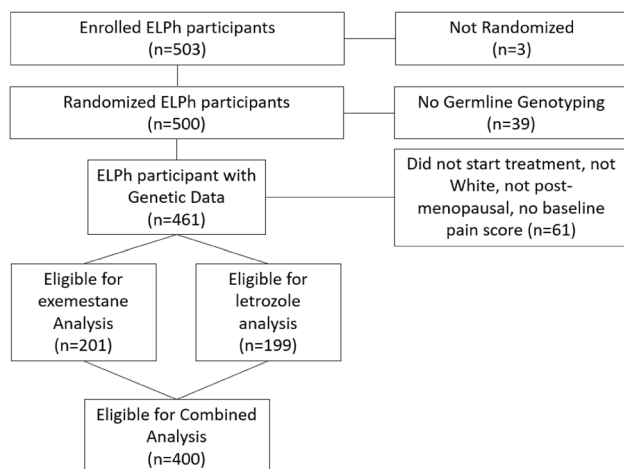 Enrolled ELPh participants
(n=503)
Not Randomized
(n=3)
Randomized ELPh participants
(n=500)
No Germline Genotyping
(n=39)
ELPh participant with
Genetic Data
(n=461)
Did not start treatment, not
White, not post-
menopausal, no baseline
pain score (n=61)
Eligible for
exemestane
Analysis
(n=201)
Eligible for
letrozole
analysis
(n=199)
Eligible for Combined
Analysis
(n=400)